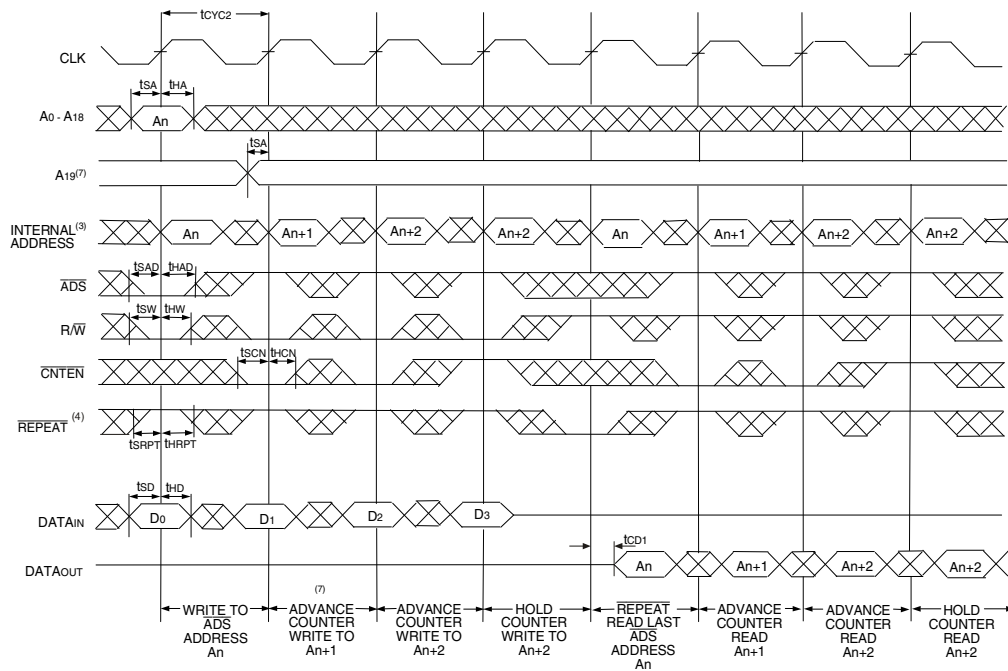 tCYC2
CLK
tSA tHA
A0 - A18
An
tSA
A19(7)
INTERNAL(3)
ADDRESS
An An+1 An+2 An+2 An An+1 An+2 An+2
tSAD tHAD
ADS
tSW tHW
R/W
tSCN tHCN
CNTEN
REPEAT (4)
tSRPT tHRPT
tSD tHD
DATAIN
D0 D1 D2 D3
tCD1
DATAOUT
An An+1 An+2 An+2
WRITE TO
ADS
ADDRESS
An
(7)
ADVANCE
COUNTER
WRITE TO
An+1
ADVANCE
COUNTER
WRITE TO
An+2
HOLD
COUNTER
WRITE TO
An+2
REPEAT
READ LAST
ADS
ADDRESS
An
ADVANCE
COUNTER
READ
An+1
ADVANCE
COUNTER
READ
An+2
HOLD
COUNTER
READ
An+2